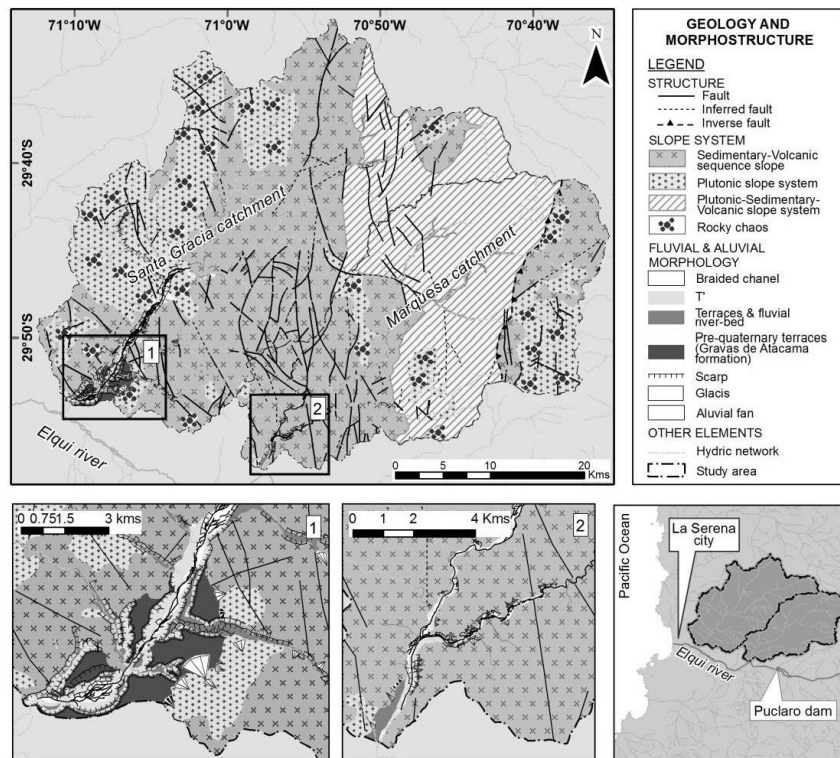 71°10'W
71°0'W
70°50'W
70°40'W
N
29°40'S
29°50'S
Santa Gracia catchment
Marquesa catchment
1
2
Elqui river
0 5 10 20
Kms
GEOLOGY AND
MORPHOSTRUCTURE
LEGEND
STRUCTURE
Fault
Inferred fault
Inverse fault
SLOPE SYSTEM
Sedimentary-Volcanic
sequence slope
Plutonic slope system
Plutonic-Sedimentary-
Volcanic slope system
Rocky chaos
FLUVIAL & ALUVIAL
MORPHOLOGY
Braided chanel
T'
Terraces & fluvial
river-bed
Pre-quaternary terraces
(Gravas de Atacama
formation)
Scarp
Glacis
Aluvial fan
OTHER ELEMENTS
Hydric network
Study area
0 0.751.5 3 kms
1
0 1 2 4 Kms
2
Pacific Ocean
La Serena
city
Elqui river
Puclaro dam